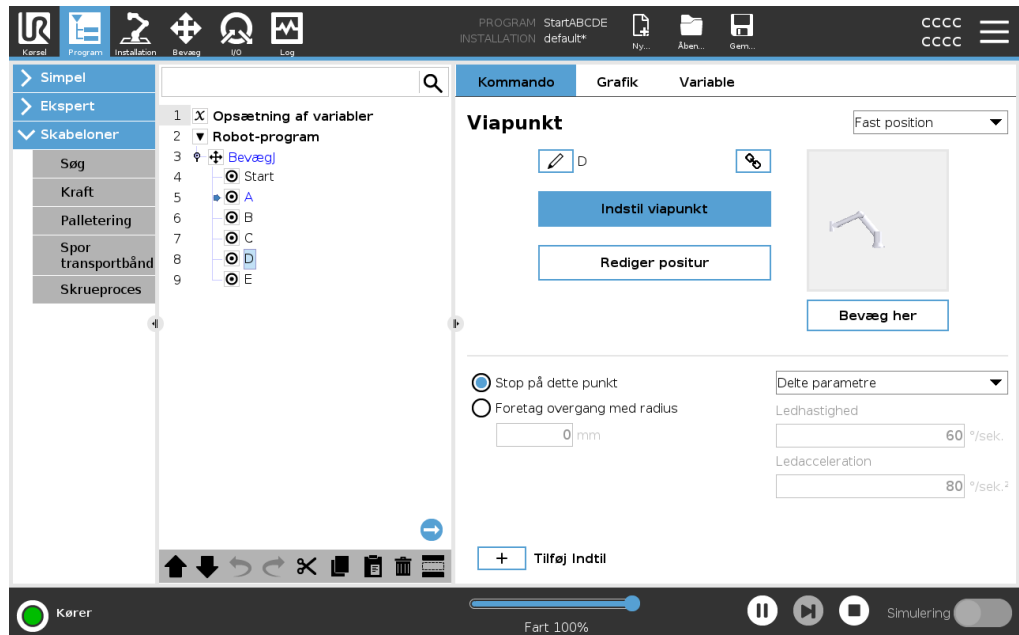 UR
PROGRAM StartABCDE
INSTALLATION default*
CCCC
CCCC
Kørsel
Program
Installation
Bevæg
I/O
Log
Ny...
Åben...
Gem...
Simpel
Ekspert
Skabeloner
Søg
Kraft
Palletering
Spor
transportbånd
Skrueproces
1 X Opsætning af variabler
2 Robot-program
3 BevægJ
4 Start
5 A
6 B
7 C
8 D
9 E
Kommando
Grafik
Variable
Viapunkt
Fast position
D
Indstil viapunkt
Rediger positur
Bevæg her
Stop på dette punkt
Foretag overgang med radius
0 mm
Delte parametre
Ledhastighed
60 °/sek.
Ledacceleration
80 °/sek.²
+ Tilføj Indtil
Kører
Fart 100%
Simulering